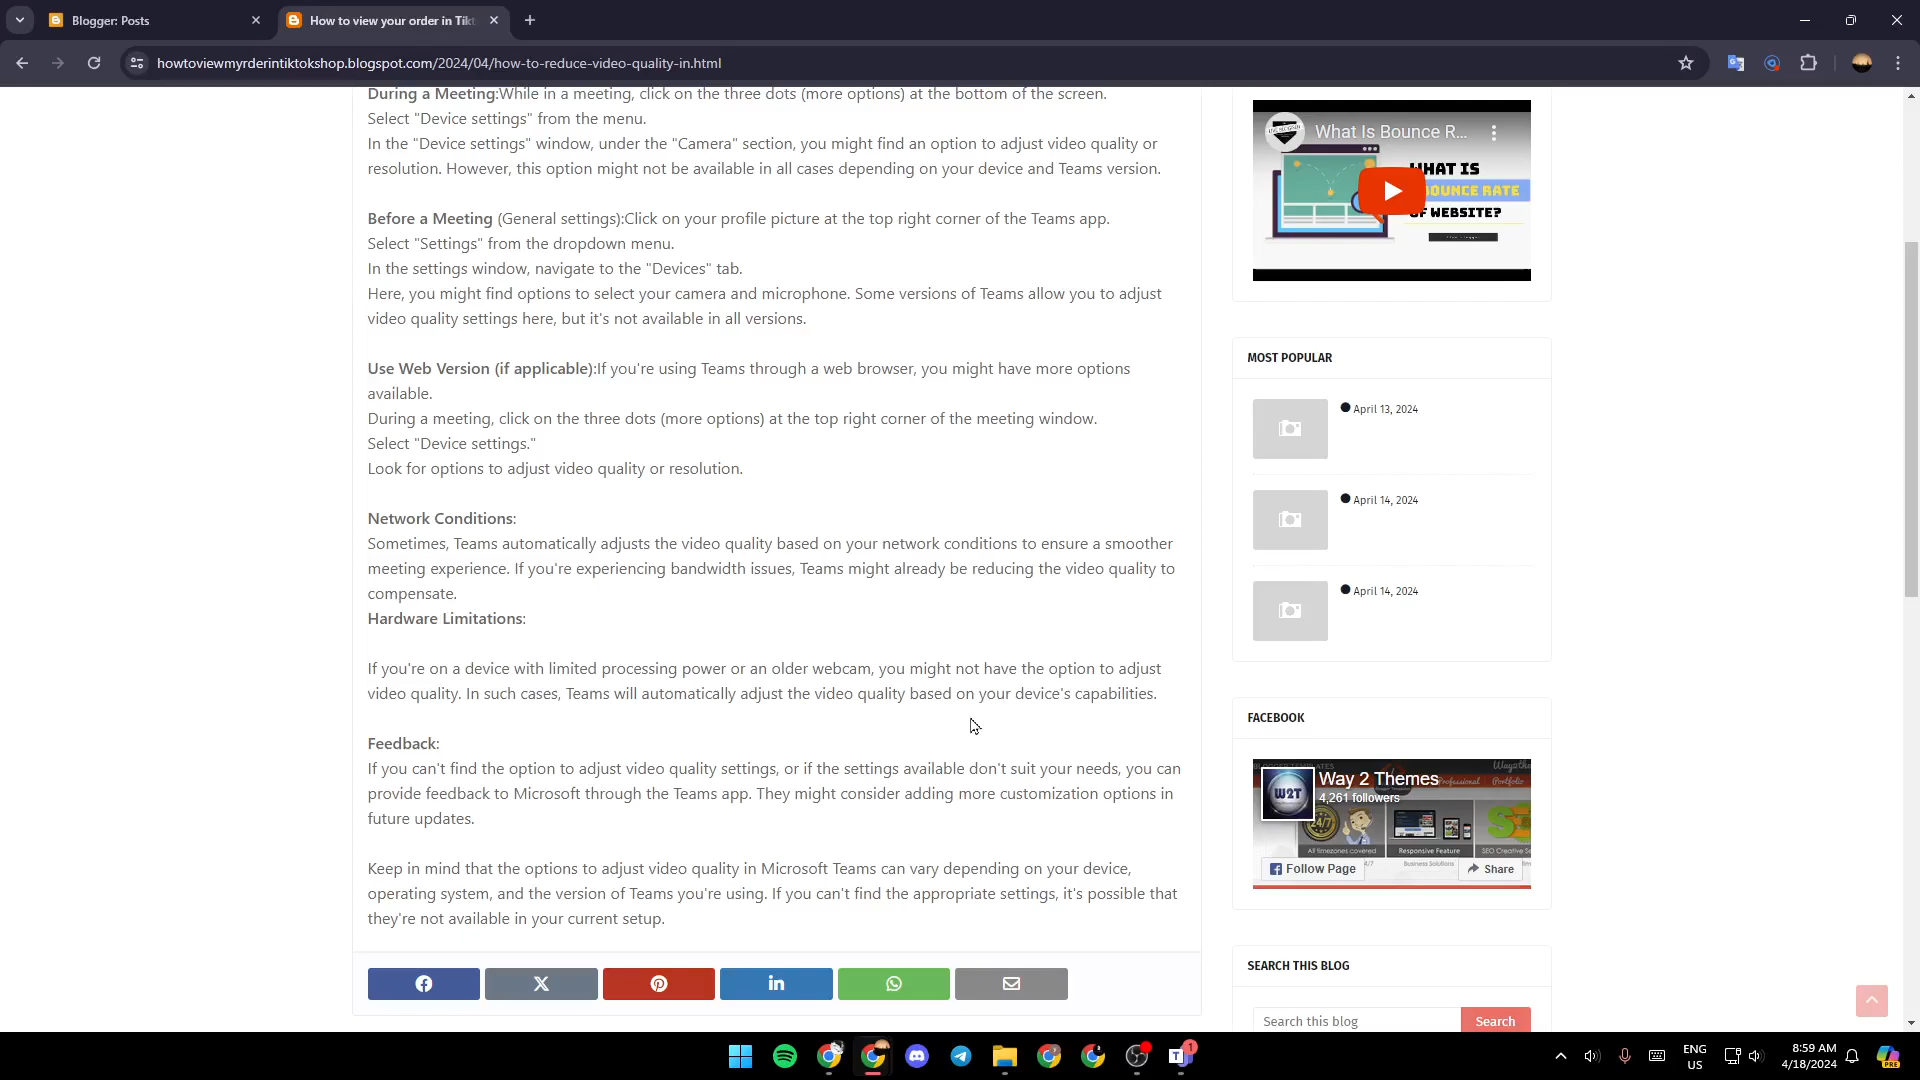 Blogger: Posts
How to view your order in Tikt
howtoviewmyrderintiktokshop.blogspot.com/2024/04/how-to-reduce-video-quality-in.html
During a Meeting:While in a meeting, click on the three dots (more options) at the bottom of the screen.
Select "Device settings" from the menu.
In the "Device settings" window, under the "Camera" section, you might find an option to adjust video quality or
resolution. However, this option might not be available in all cases depending on your device and Teams version.
Before a Meeting (General settings):Click on your profile picture at the top right corner of the Teams app.
Select "Settings" from the dropdown menu.
In the settings window, navigate to the "Devices" tab.
Here, you might find options to select your camera and microphone. Some versions of Teams allow you to adjust
video quality settings here, but it's not available in all versions.
Use Web Version (if applicable):If you're using Teams through a web browser, you might have more options
available.
During a meeting, click on the three dots (more options) at the top right corner of the meeting window.
Select "Device settings."
Look for options to adjust video quality or resolution.
Network Conditions:
Sometimes, Teams automatically adjusts the video quality based on your network conditions to ensure a smoother
meeting experience. If you're experiencing bandwidth issues, Teams might already be reducing the video quality to
compensate.
Hardware Limitations:
If you're on a device with limited processing power or an older webcam, you might not have the option to adjust
video quality. In such cases, Teams will automatically adjust the video quality based on your device's capabilities.
Feedback:
If you can't find the option to adjust video quality settings, or if the settings available don't suit your needs, you can
provide feedback to Microsoft through the Teams app. They might consider adding more customization options in
future updates.
Keep in mind that the options to adjust video quality in Microsoft Teams can vary depending on your device,
operating system, and the version of Teams you're using. If you can't find the appropriate settings, it's possible that
they're not available in your current setup.
What Is Bounce R...
WHAT IS
BOUNCE RATE
OF WEBSITE?
MOST POPULAR
April 13, 2024
April 14, 2024
April 14, 2024
FACEBOOK
W2T
Way 2 Themes
4,261 followers
24/7
All timezones covered
Responsive Feature
SEO Creative
Professional
Portfolio
Follow Page
Share
SEARCH THIS BLOG
Search this blog
Search
ENG
US
8:59 AM
4/18/2024
1
PRE